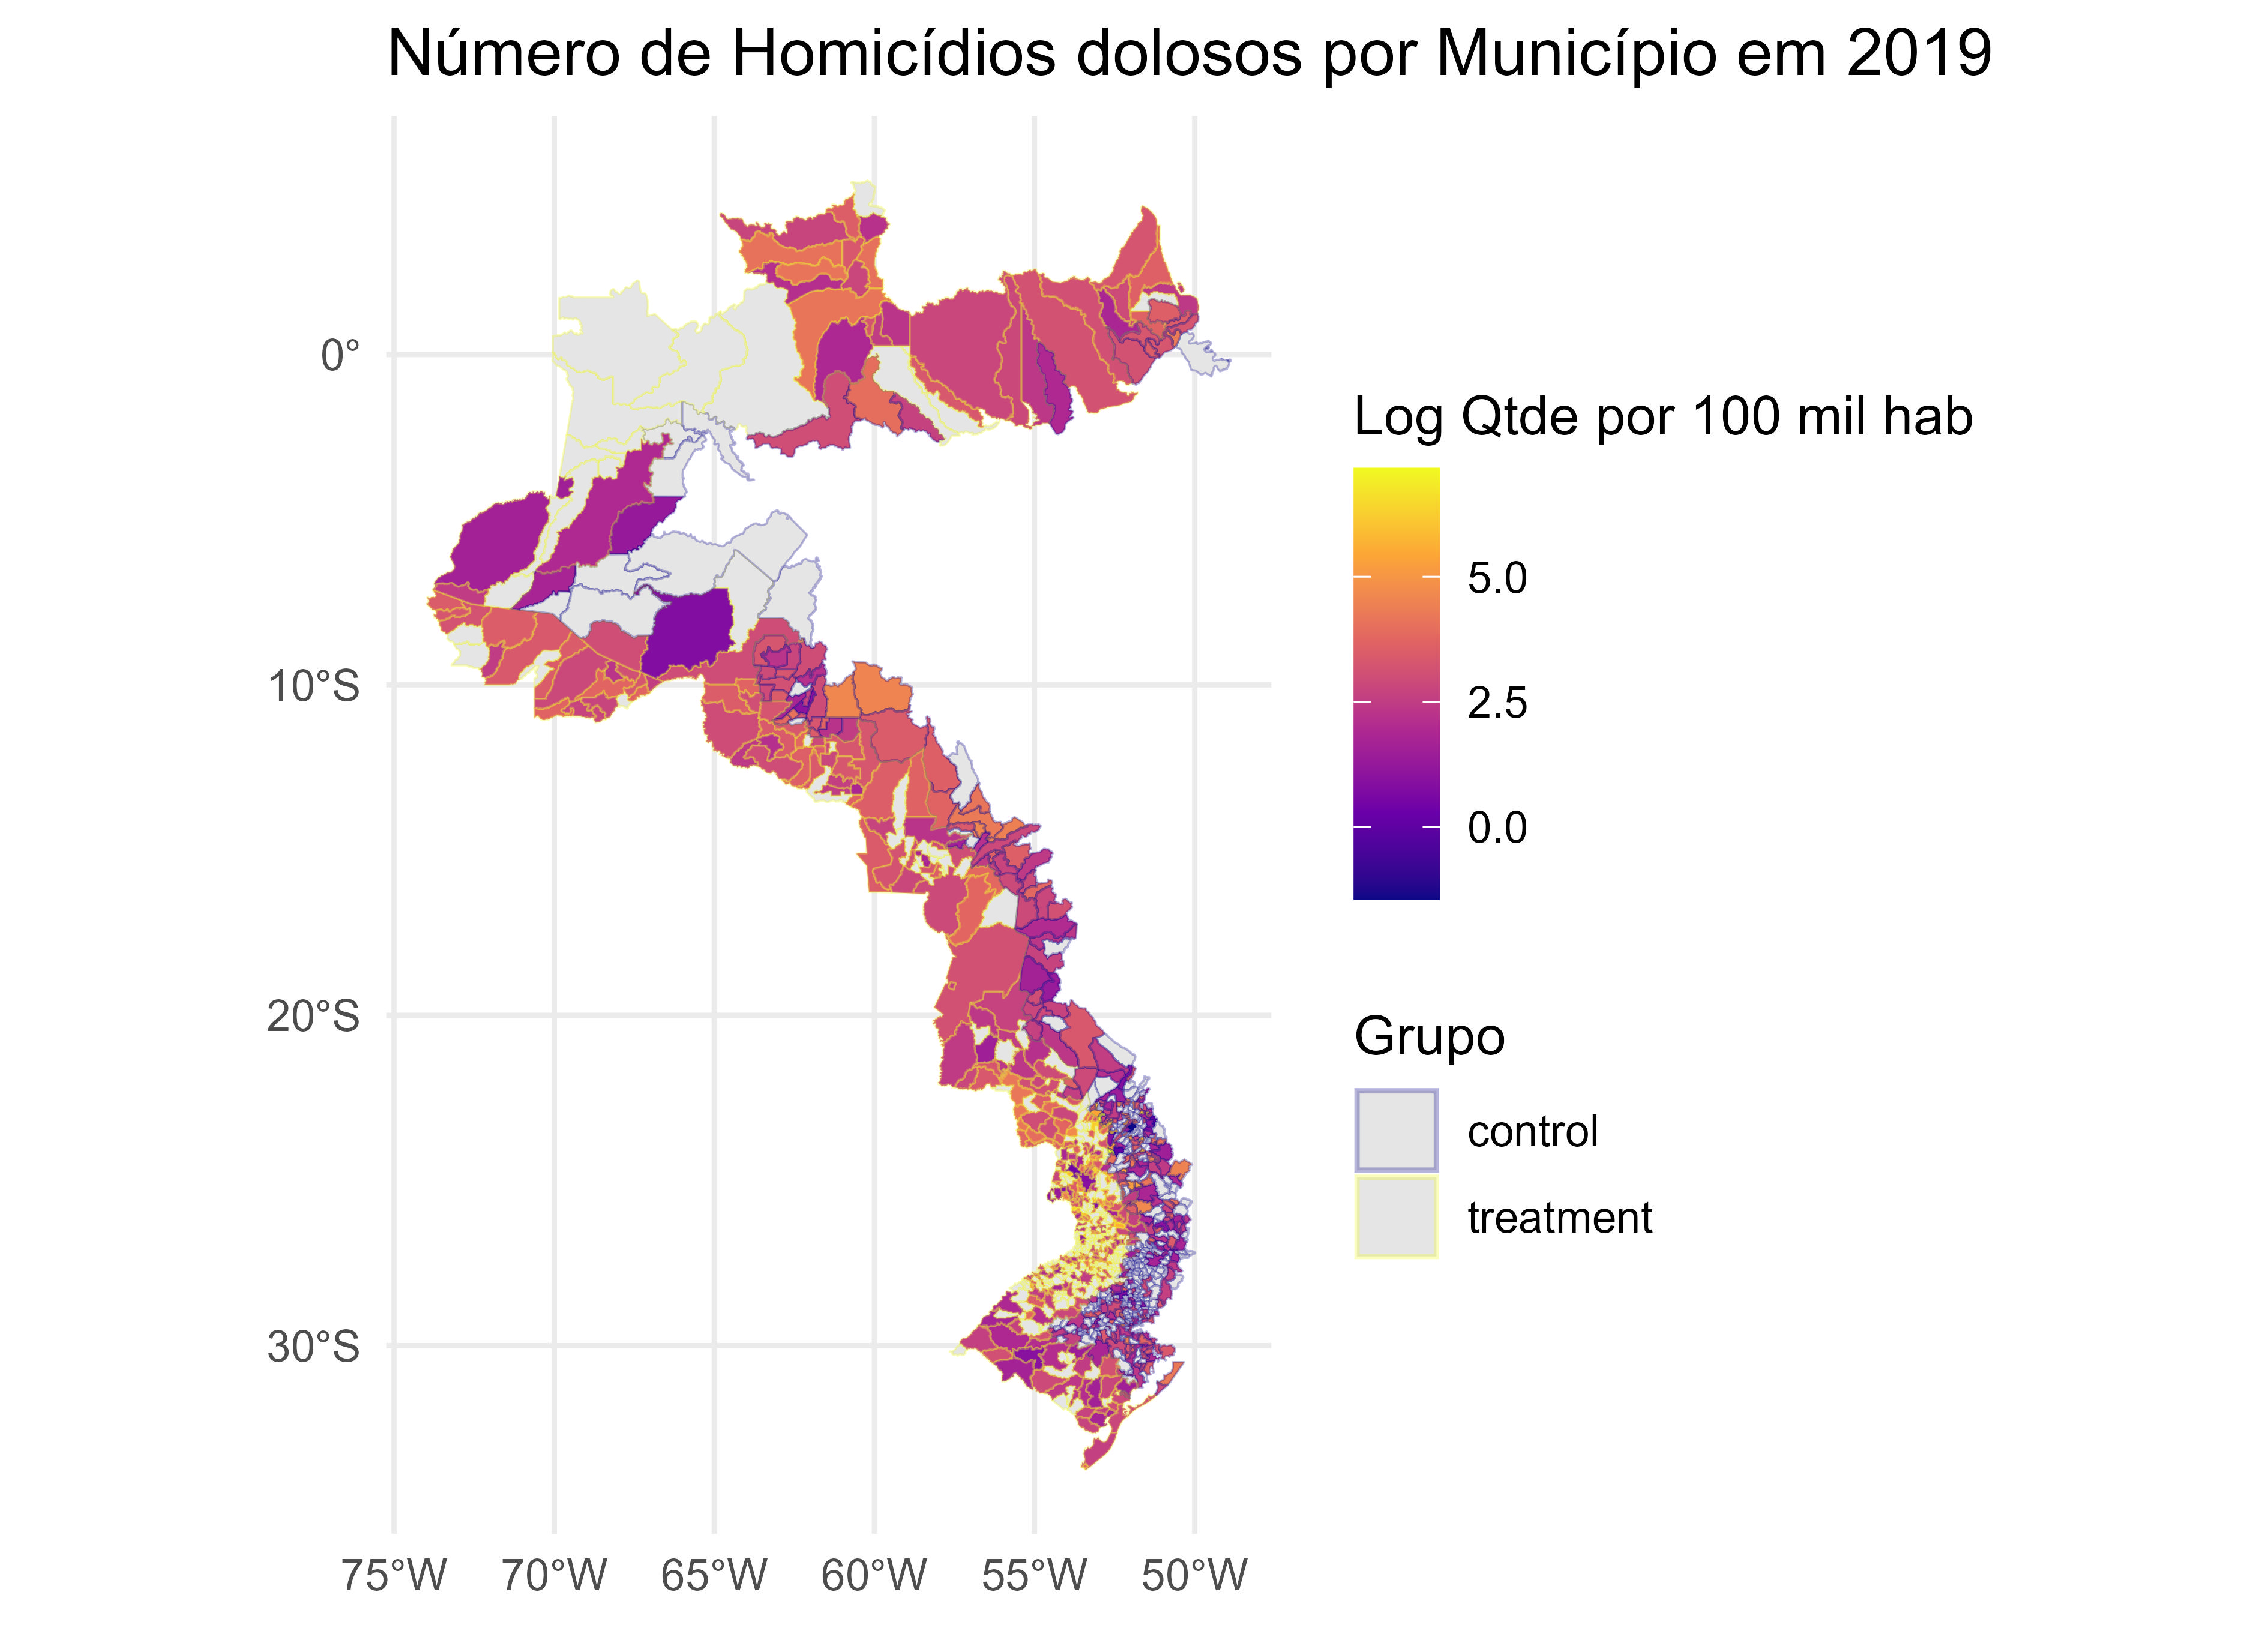 Número de Homicídios dolosos por Município em 2019
0°
10°S
20°S
30°S
75°W 70°W 65°W 60°W 55°W 50°W
Log Qtde por 100 mil hab
5.0
2.5
0.0
Grupo
control
treatment